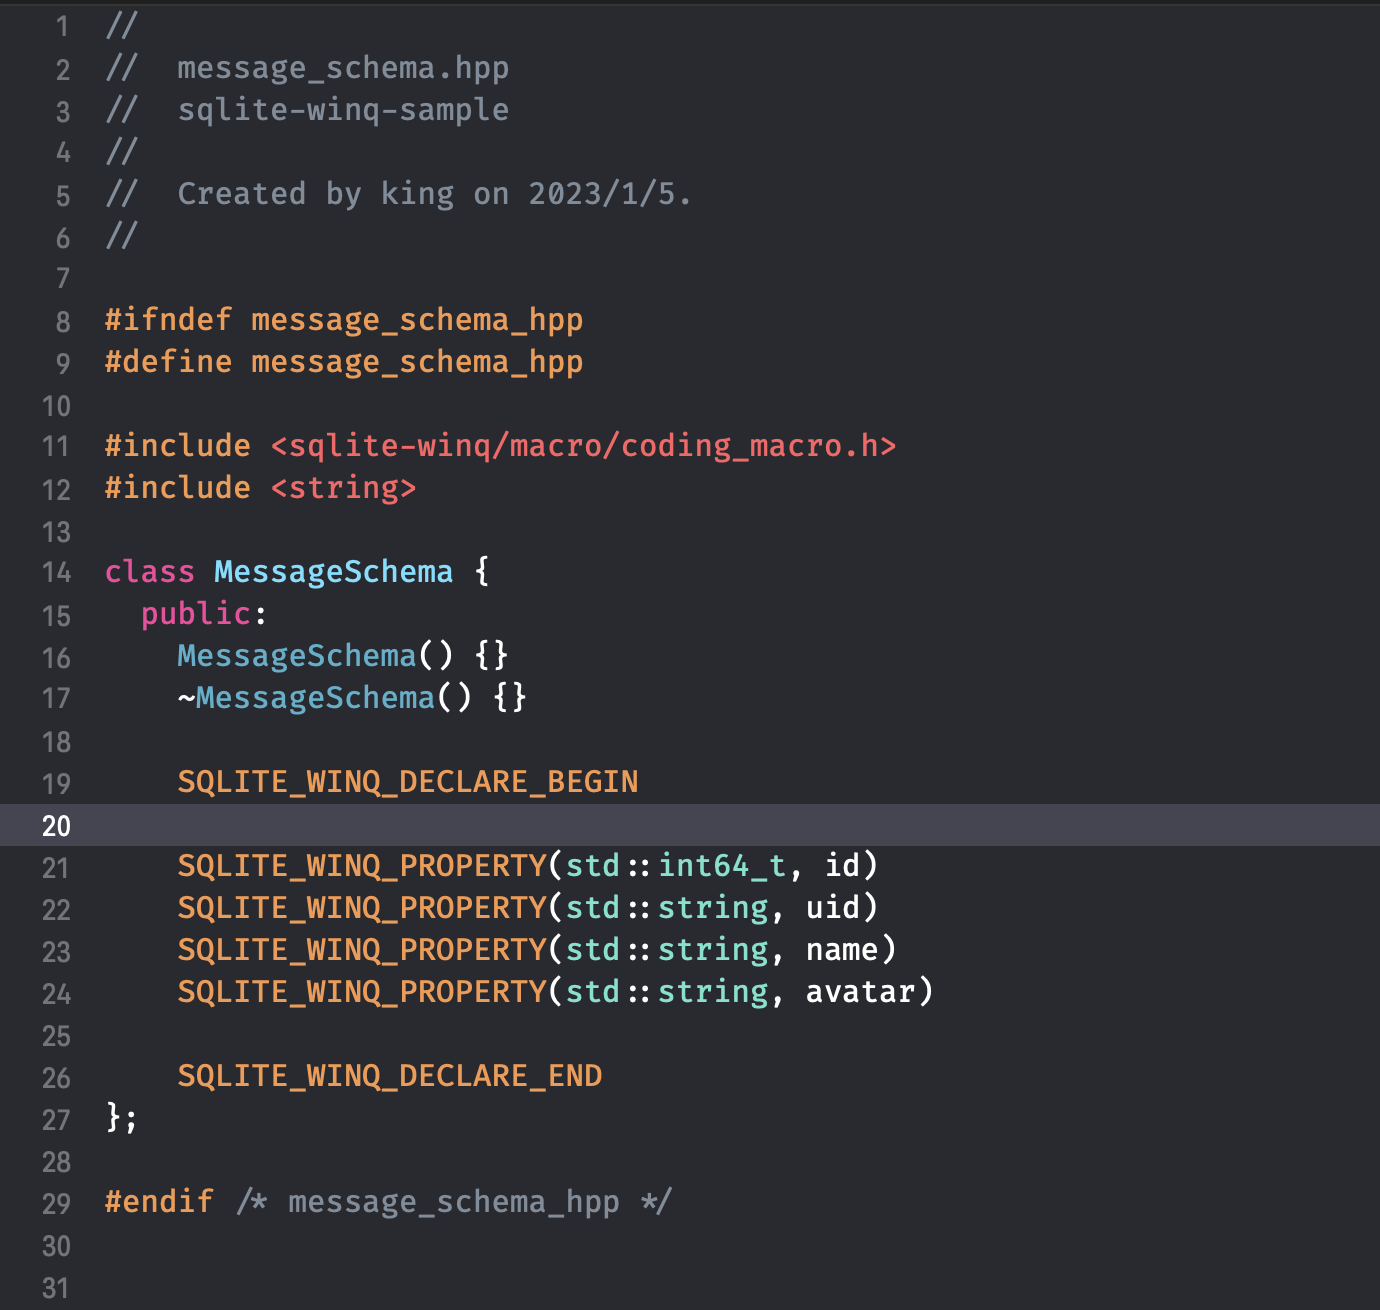 1 //
2 //  message_schema.hpp
3 //  sqlite-winq-sample
4 //
5 //  Created by king on 2023/1/5.
6 //
7
8 #ifndef message_schema_hpp
9 #define message_schema_hpp
10
11 #include <sqlite-winq/macro/coding_macro.h>
12 #include <string>
13
14 class MessageSchema {
15   public:
16     MessageSchema() {}
17     ~MessageSchema() {}
18
19     SQLITE_WINQ_DECLARE_BEGIN
20
21     SQLITE_WINQ_PROPERTY(std::int64_t, id)
22     SQLITE_WINQ_PROPERTY(std::string, uid)
23     SQLITE_WINQ_PROPERTY(std::string, name)
24     SQLITE_WINQ_PROPERTY(std::string, avatar)
25
26     SQLITE_WINQ_DECLARE_END
27 };
28
29 #endif /* message_schema_hpp */
30
31